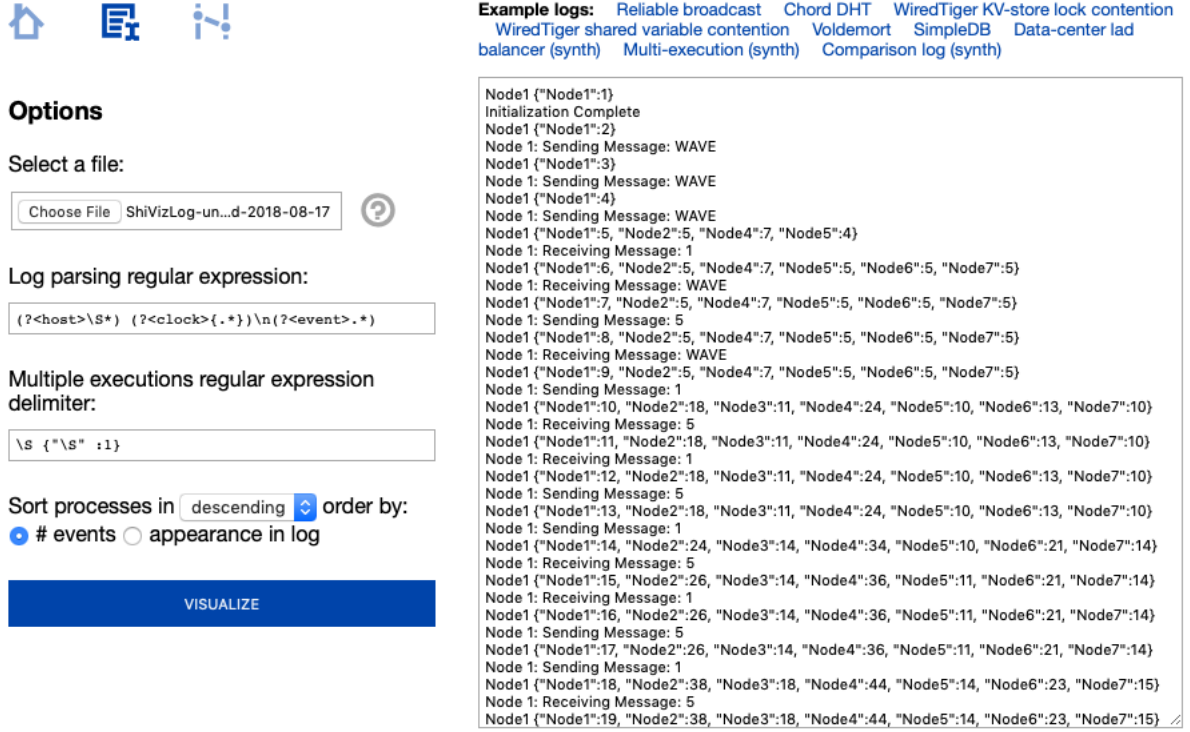 Options
Select a file:
Choose File ShiVizLog-un...d-2018-08-17
?
Log parsing regular expression:
(?<host>\S*) (?<clock>{.*})\n(?<event>.*)
Multiple executions regular expression
delimiter:
\S {"\S" :1}
Sort processes in descending order by:
# events appearance in log
VISUALIZE
Example logs: Reliable broadcast Chord DHT WiredTiger KV-store lock contention
WiredTiger shared variable contention Voldemort SimpleDB Data-center lad
balancer (synth) Multi-execution (synth) Comparison log (synth)
Node1 {"Node1":1}
Initialization Complete
Node1 {"Node1":2}
Node 1: Sending Message: WAVE
Node1 {"Node1":3}
Node 1: Sending Message: WAVE
Node1 {"Node1":4}
Node 1: Sending Message: WAVE
Node1 {"Node1":5, "Node2":5, "Node4":7, "Node5":4}
Node 1: Receiving Message: 1
Node1 {"Node1":6, "Node2":5, "Node4":7, "Node5":5, "Node6":5, "Node7":5}
Node 1: Receiving Message: WAVE
Node1 {"Node1":7, "Node2":5, "Node4":7, "Node5":5, "Node6":5, "Node7":5}
Node 1: Sending Message: 5
Node1 {"Node1":8, "Node2":5, "Node4":7, "Node5":5, "Node6":5, "Node7":5}
Node 1: Receiving Message: WAVE
Node1 {"Node1":9, "Node2":5, "Node4":7, "Node5":5, "Node6":5, "Node7":5}
Node 1: Sending Message: 1
Node1 {"Node1":10, "Node2":18, "Node3":11, "Node4":24, "Node5":10, "Node6":13, "Node7":10}
Node 1: Receiving Message: 5
Node1 {"Node1":11, "Node2":18, "Node3":11, "Node4":24, "Node5":10, "Node6":13, "Node7":10}
Node 1: Receiving Message: 1
Node1 {"Node1":12, "Node2":18, "Node3":11, "Node4":24, "Node5":10, "Node6":13, "Node7":10}
Node 1: Sending Message: 5
Node1 {"Node1":13, "Node2":18, "Node3":11, "Node4":24, "Node5":10, "Node6":13, "Node7":10}
Node 1: Sending Message: 1
Node1 {"Node1":14, "Node2":24, "Node3":14, "Node4":34, "Node5":10, "Node6":21, "Node7":14}
Node 1: Receiving Message: 5
Node1 {"Node1":15, "Node2":26, "Node3":14, "Node4":36, "Node5":11, "Node6":21, "Node7":14}
Node 1: Receiving Message: 1
Node1 {"Node1":16, "Node2":26, "Node3":14, "Node4":36, "Node5":11, "Node6":21, "Node7":14}
Node 1: Sending Message: 5
Node1 {"Node1":17, "Node2":26, "Node3":14, "Node4":36, "Node5":11, "Node6":21, "Node7":14}
Node 1: Sending Message: 1
Node1 {"Node1":18, "Node2":38, "Node3":18, "Node4":44, "Node5":14, "Node6":23, "Node7":15}
Node 1: Receiving Message: 5
Node1 {"Node1":19, "Node2":38, "Node3":18, "Node4":44, "Node5":14, "Node6":23, "Node7":15}